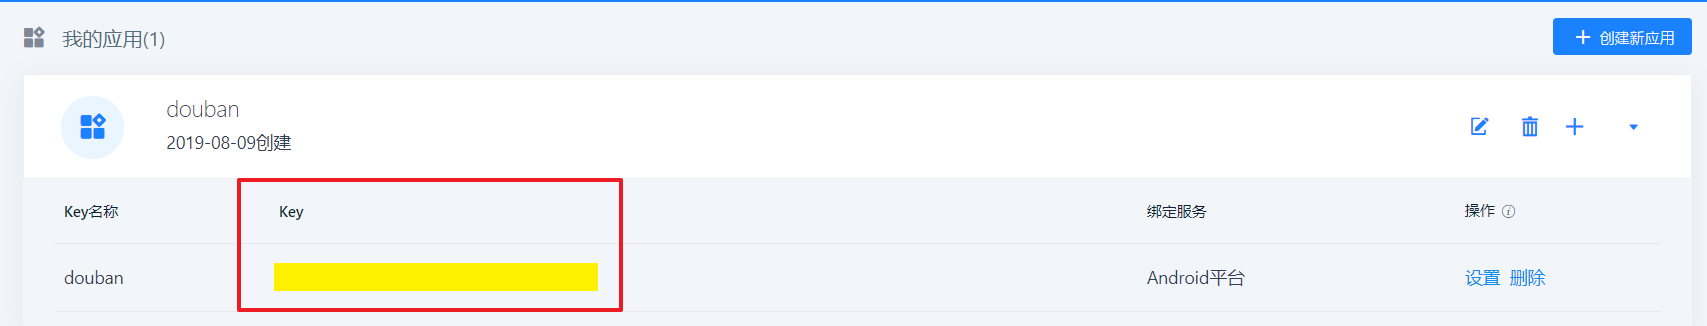 我的应用(1)
创建新应用
douban
2019-08-09创建
Key名称 Key 绑定服务 操作
douban Android平台 设置 删除